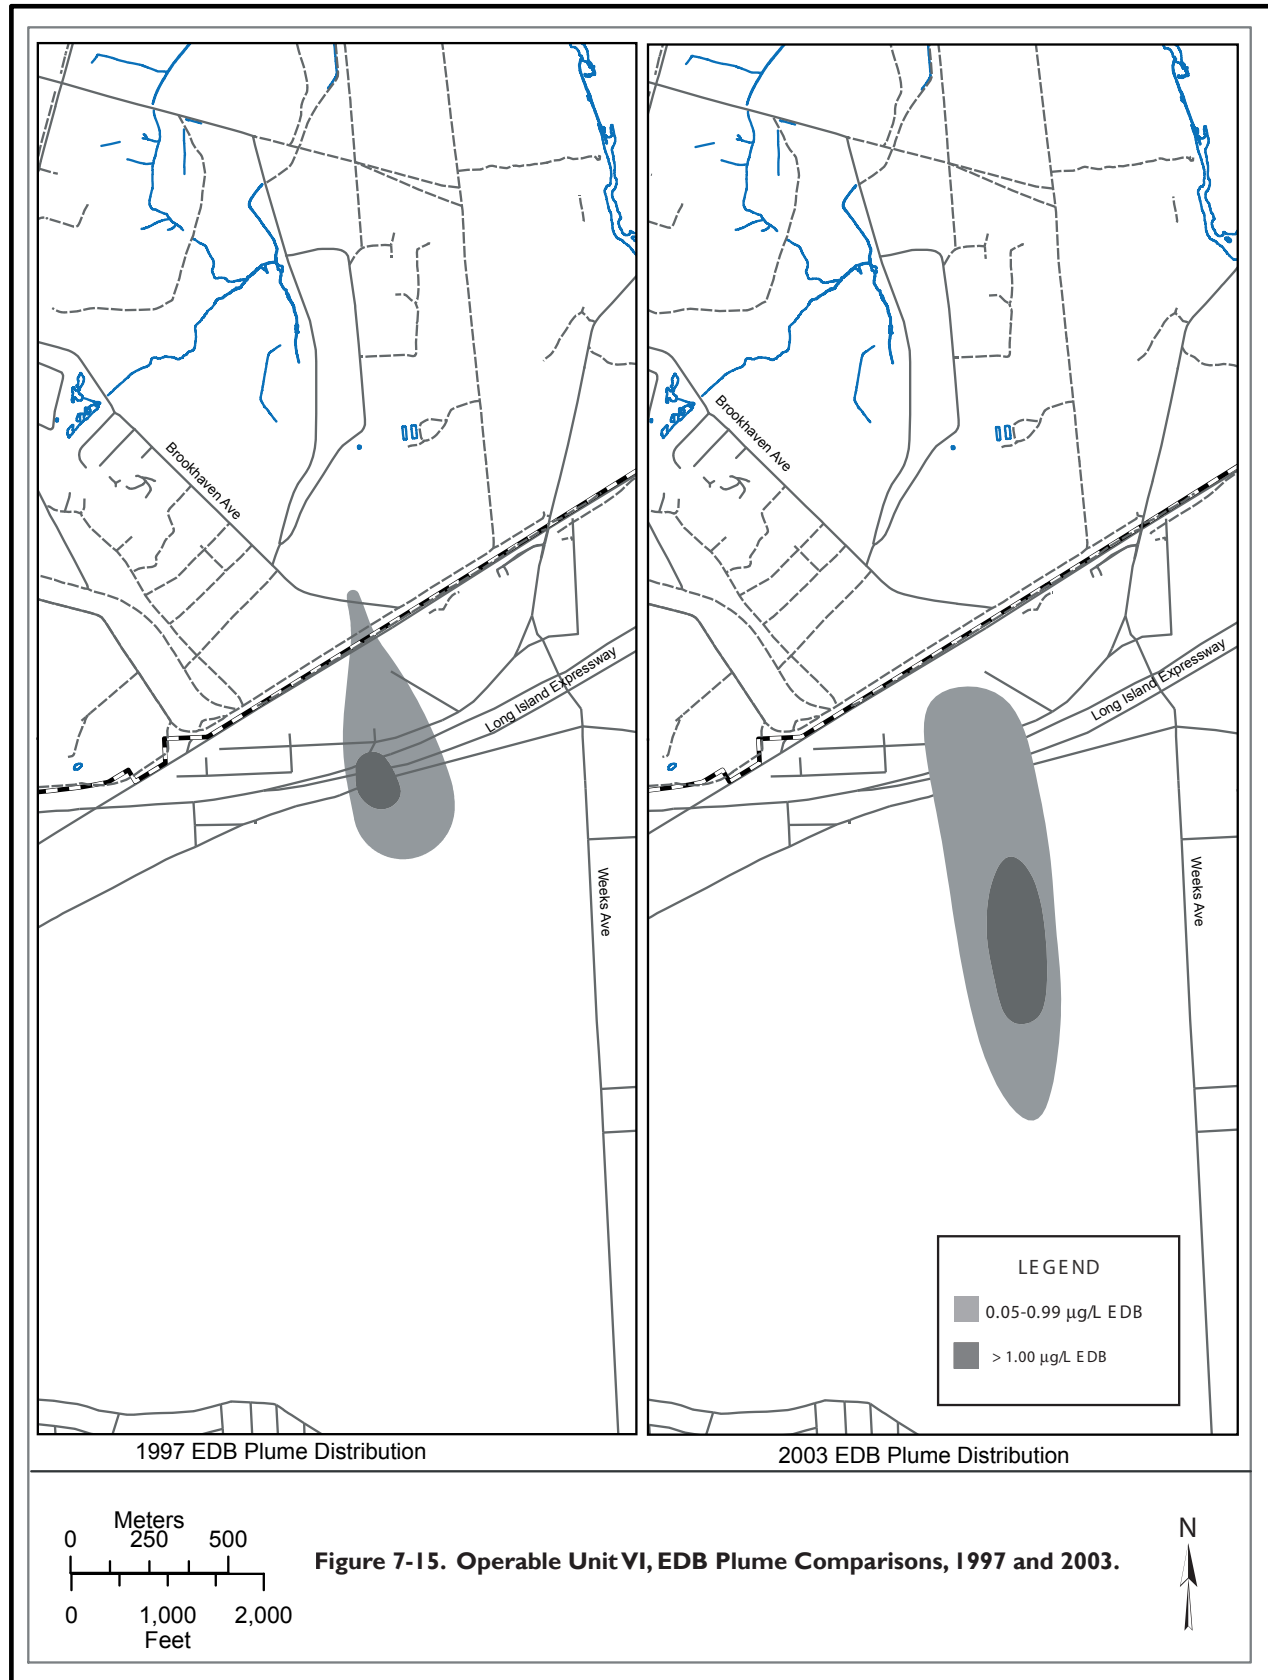 Brookhaven Ave
Long Island Expressway
Weeks Ave
Brookhaven Ave
Long Island Expressway
Weeks Ave
LEGEND
0.05-0.99 µg/L EDB
> 1.00 µg/L EDB
1997 EDB Plume Distribution
2003 EDB Plume Distribution
Meters
0 250 500
0 1,000 2,000
Feet
Figure 7-15. Operable Unit VI, EDB Plume Comparisons, 1997 and 2003.
N